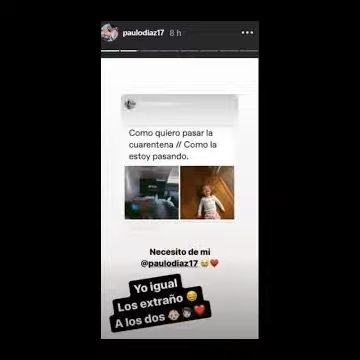 paulodiaz17 8 h
Como quiero pasar la
cuarentena // Como la
estoy pasando.
Necesito de mi
@paulodiaz17 😂❤️
Yo igual
Los extraño 😔
A los dos 👶🏻👩🏻❤️